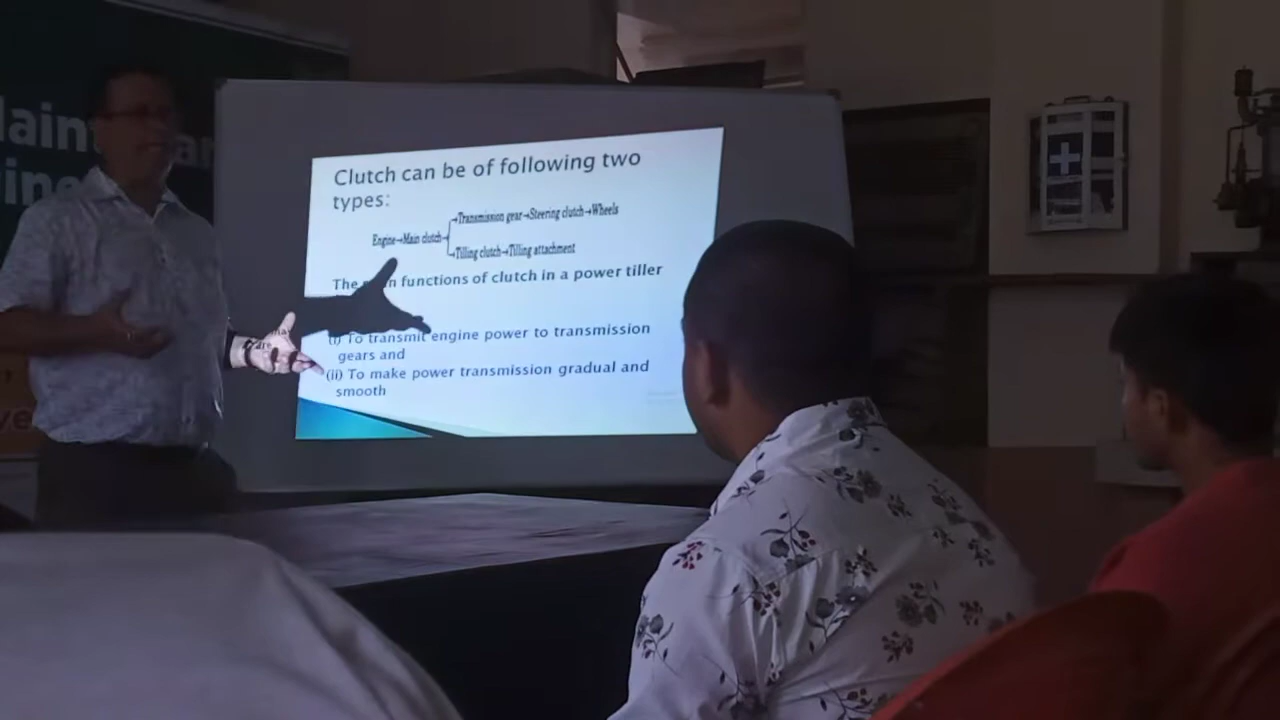 Clutch can be of following two
types:
→Transmission gear→Steering clutch→Wheels
Engine→Main clutch→
→Tilling clutch→Tilling attachment
The functions of clutch in a power tiller
(i) To transmit engine power to transmission
gears and
(ii) To make power transmission gradual and
smooth